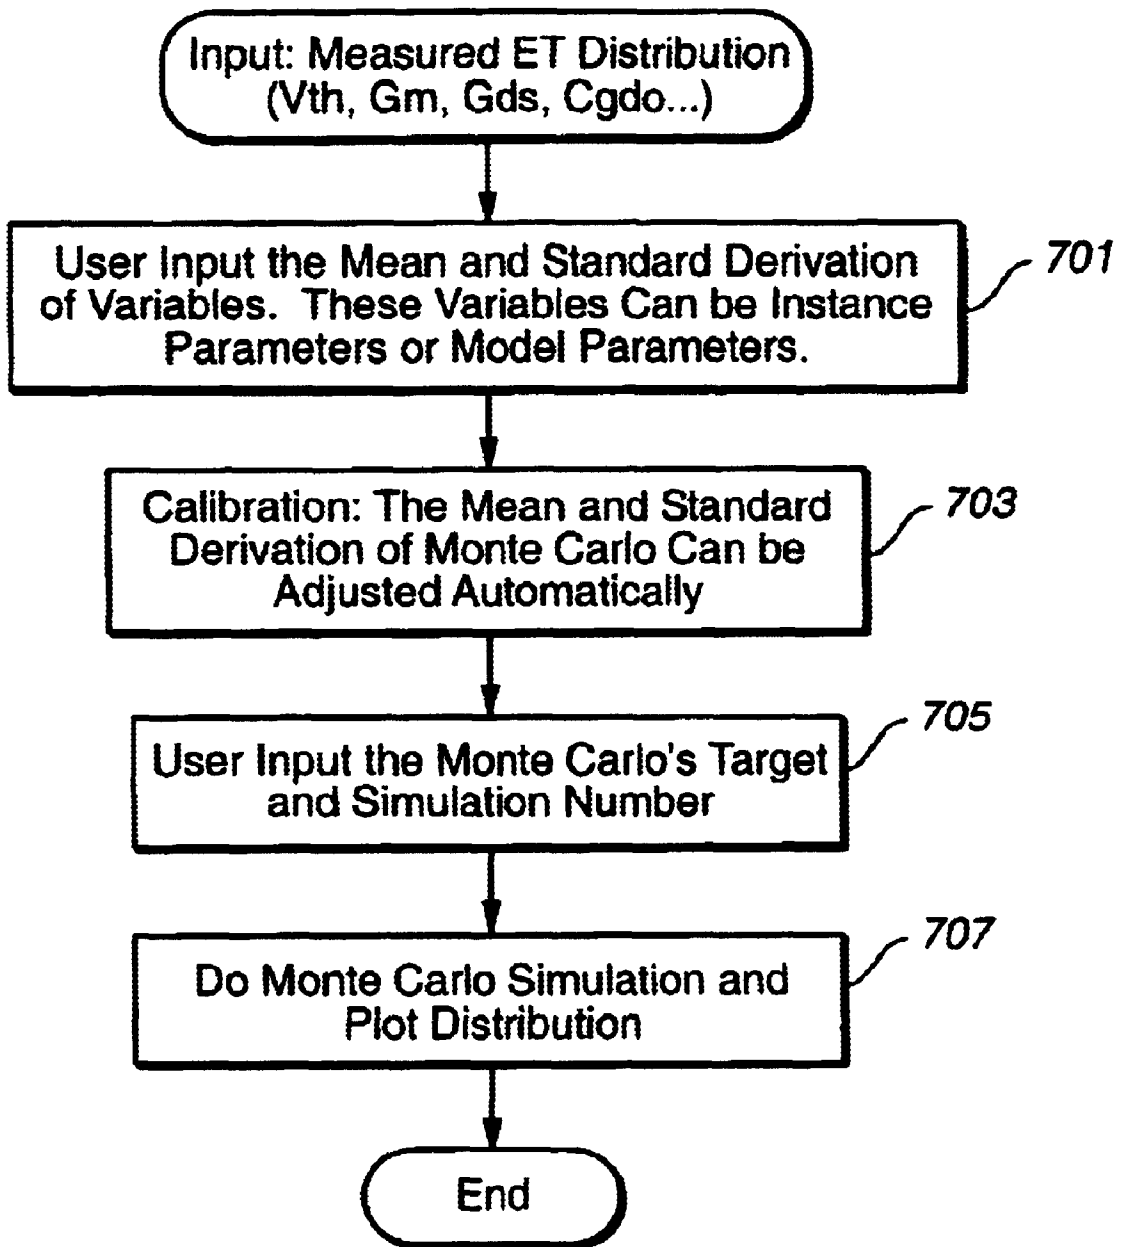 Input: Measured ET Distribution
(Vth, Gm, Gds, Cgdo...)
User Input the Mean and Standard Derivation
of Variables. These Variables Can be Instance
Parameters or Model Parameters.
701
Calibration: The Mean and Standard
Derivation of Monte Carlo Can be
Adjusted Automatically
703
User Input the Monte Carlo's Target
and Simulation Number
705
Do Monte Carlo Simulation and
Plot Distribution
707
End